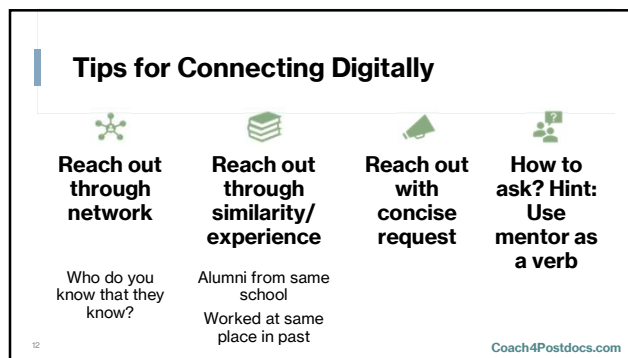 Tips for Connecting Digitally
Reach out
through
network
Who do you
know that they
know?
Reach out
through
similarity/
experience
Alumni from same
school
Worked at same
place in past
Reach out
with
concise
request
?
How to
ask? Hint:
Use
mentor as
a verb
12
Coach4Postdocs.com